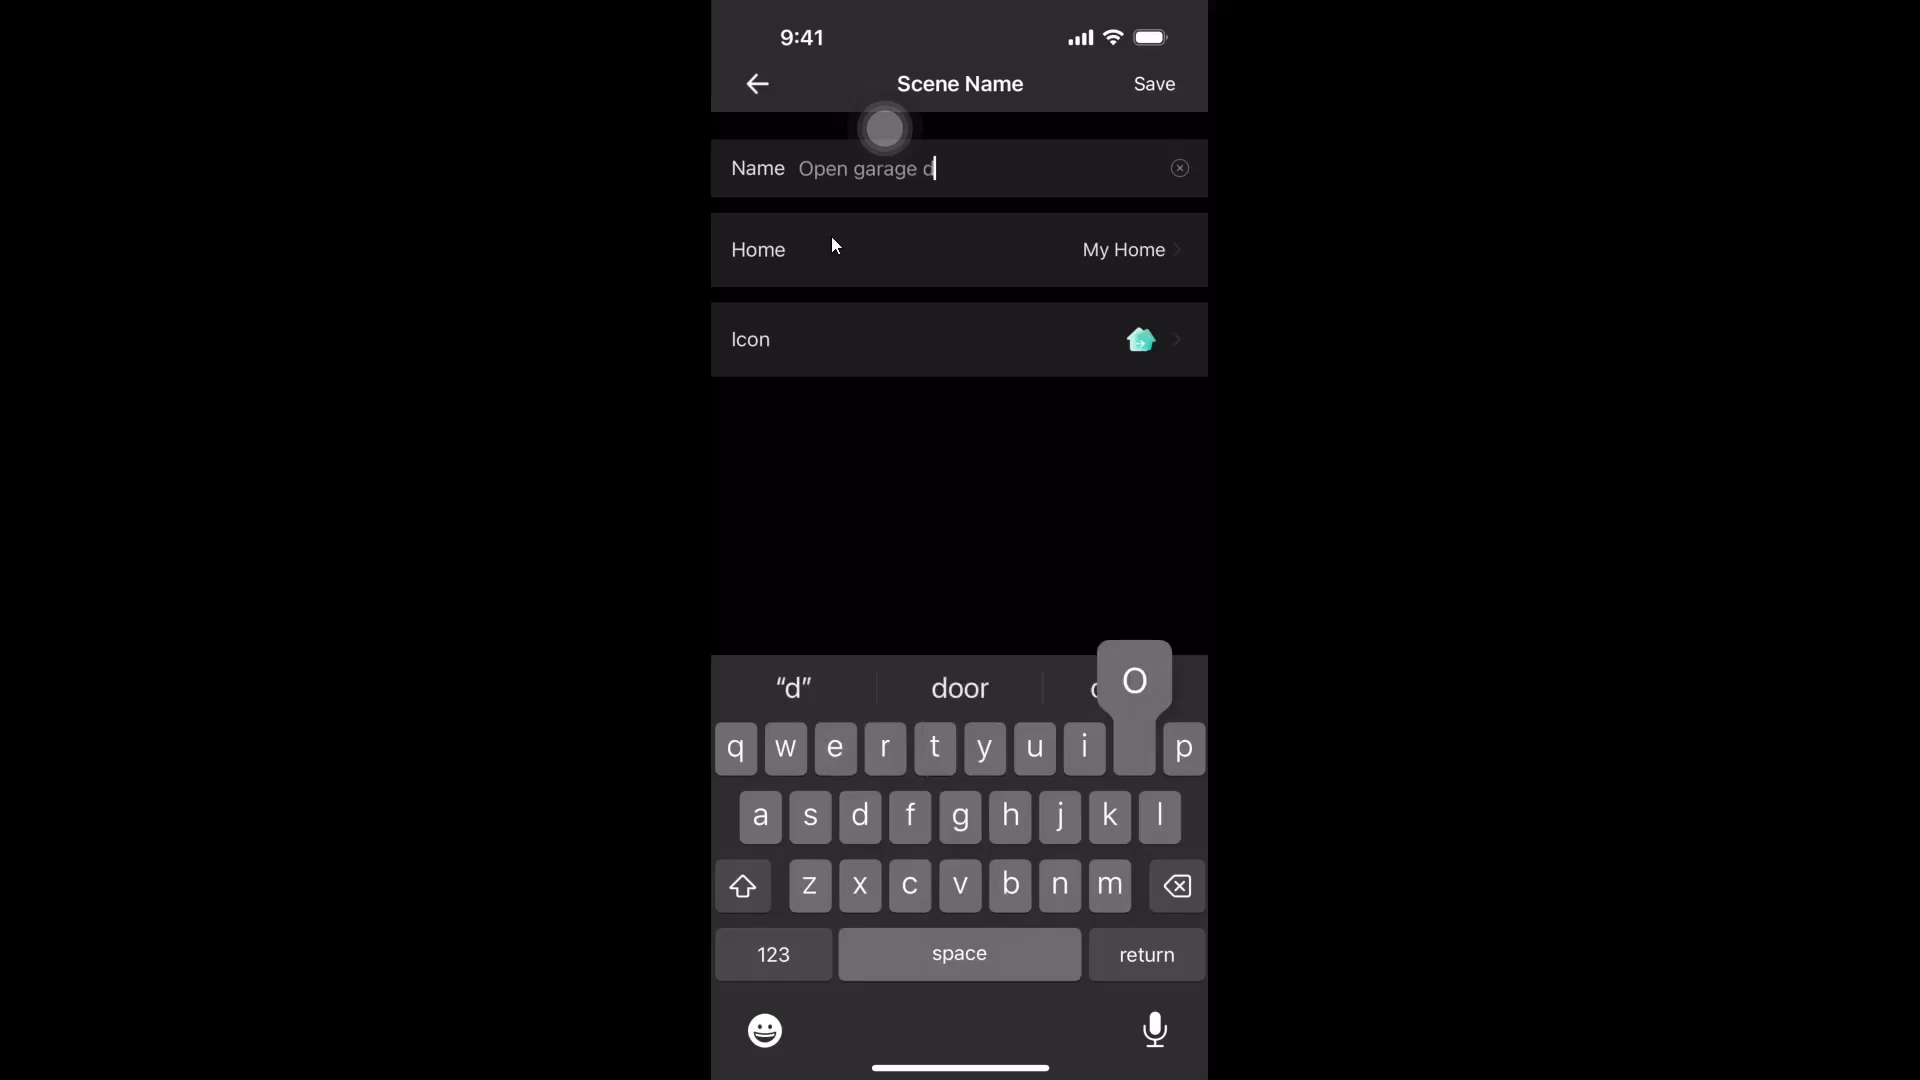 9:41
Scene Name
Save
Name Open garage d
Home My Home
Icon
“d” door
O
q w e r t y u i p
a s d f g h j k l
z x c v b n m
123 space return